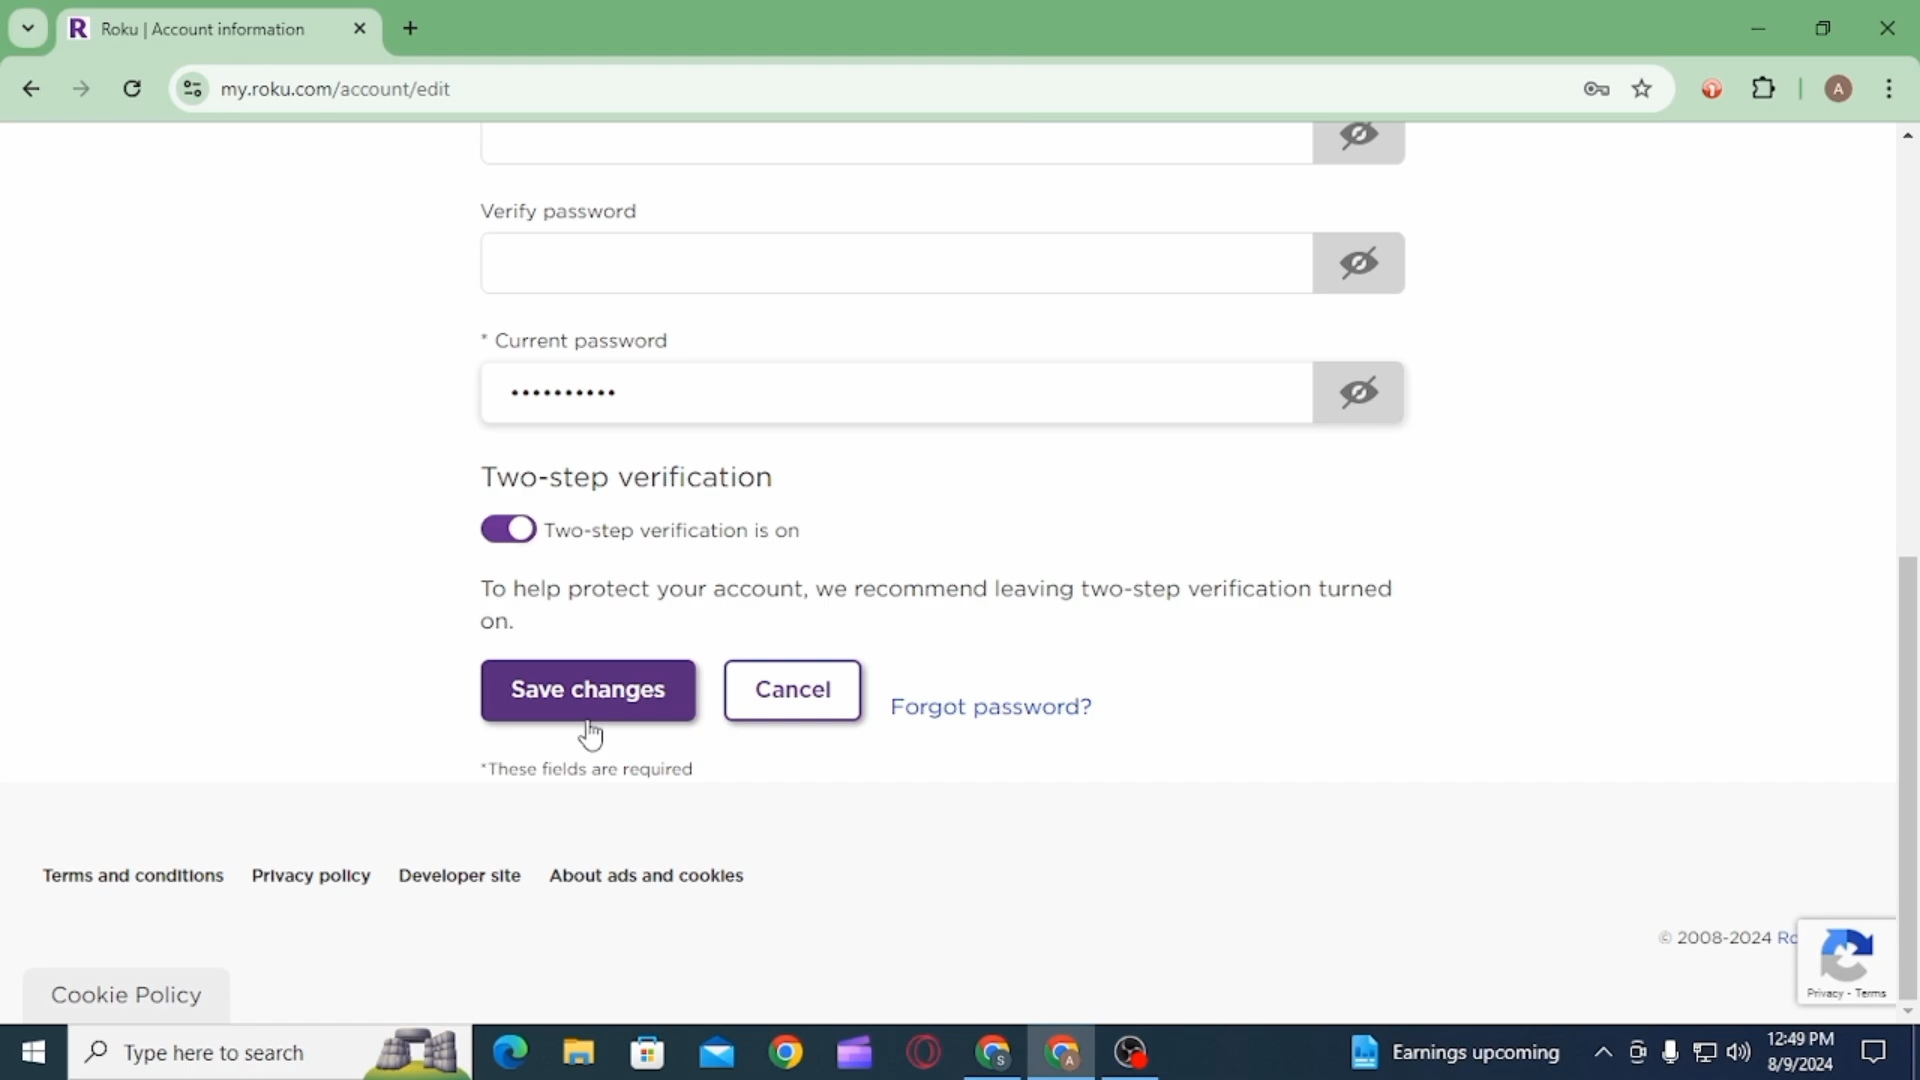 R Roku | Account information
my.roku.com/account/edit
A
Verify password
* Current password
••••••••••
Two-step verification
Two-step verification is on
To help protect your account, we recommend leaving two-step verification turned
on.
Save changes
Cancel
Forgot password?
*These fields are required
Terms and conditions
Privacy policy
Developer site
About ads and cookies
© 2008-2024 Ro
Privacy - Terms
Cookie Policy
Type here to search
S
A
Earnings upcoming
12:49 PM
8/9/2024